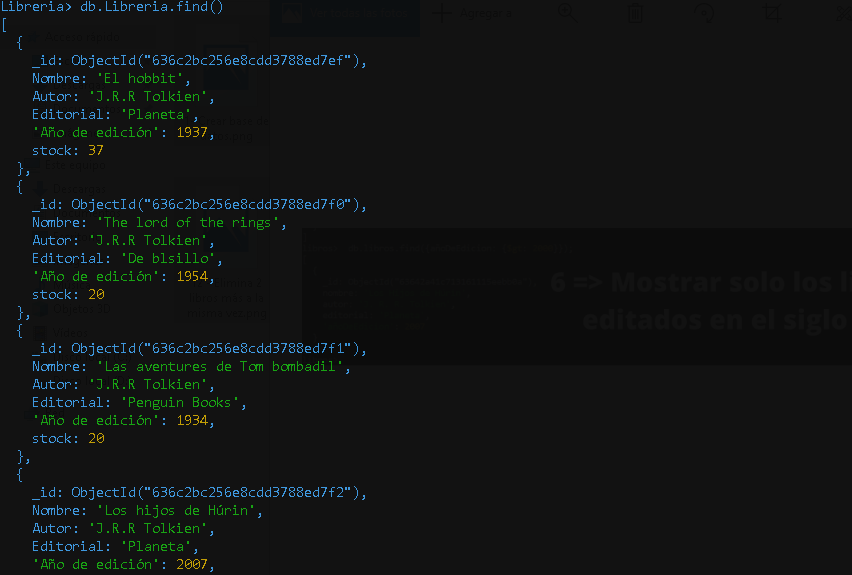 Libreria> db.Libreria.find()
[
  {
    _id: ObjectId("636c2bc256e8cdd3788ed7ef"),
    Nombre: 'El hobbit',
    Autor: 'J.R.R Tolkien',
    Editorial: 'Planeta',
    'Año de edición': 1937,
    stock: 37
  },
  {
    _id: ObjectId("636c2bc256e8cdd3788ed7f0"),
    Nombre: 'The lord of the rings',
    Autor: 'J.R.R Tolkien',
    Editorial: 'De blsillo',
    'Año de edición': 1954,
    stock: 20
  },
  {
    _id: ObjectId("636c2bc256e8cdd3788ed7f1"),
    Nombre: 'Las aventures de Tom bombadil',
    Autor: 'J.R.R Tolkien',
    Editorial: 'Penguin Books',
    'Año de edición': 1934,
    stock: 20
  },
  {
    _id: ObjectId("636c2bc256e8cdd3788ed7f2"),
    Nombre: 'Los hijos de Húrin',
    Autor: 'J.R.R Tolkien',
    Editorial: 'Planeta',
    'Año de edición': 2007,
6 => Mostrar solo los li
editados en el siglo